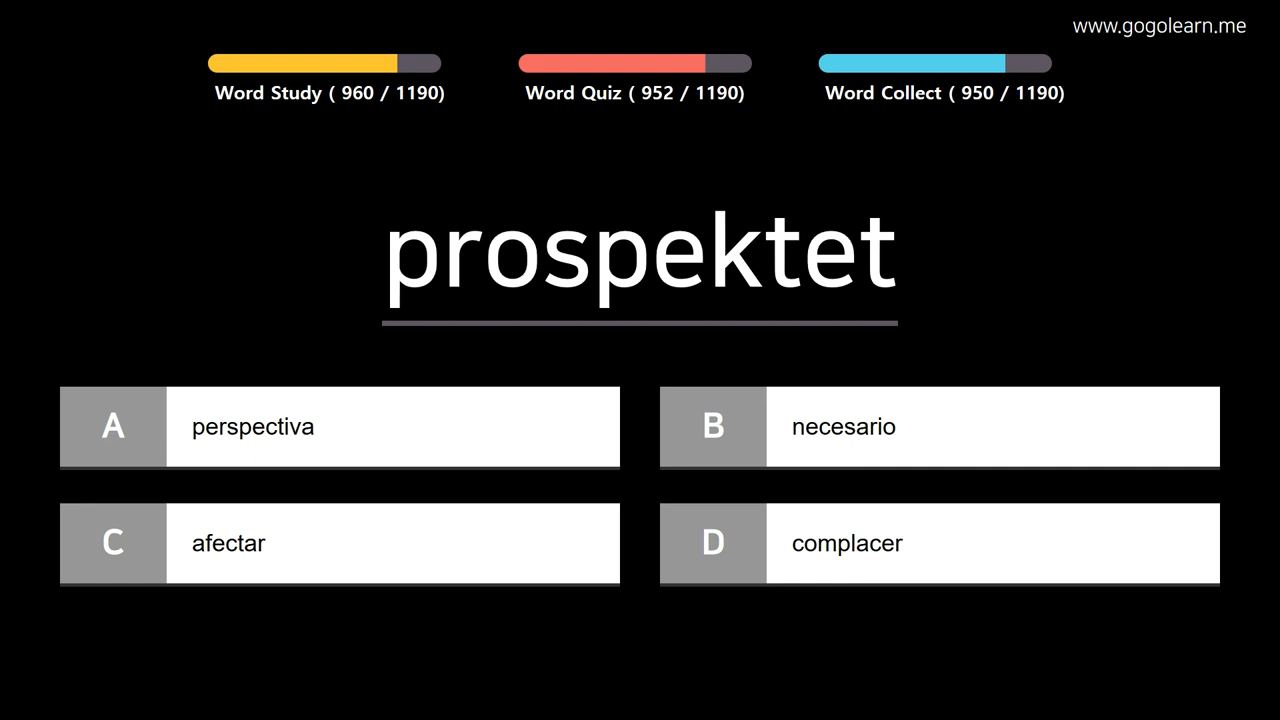 www.gogolearn.me
Word Study ( 960 / 1190)
Word Quiz ( 952 / 1190)
Word Collect ( 950 / 1190)
prospektet
A perspectiva
B necesario
C afectar
D complacer